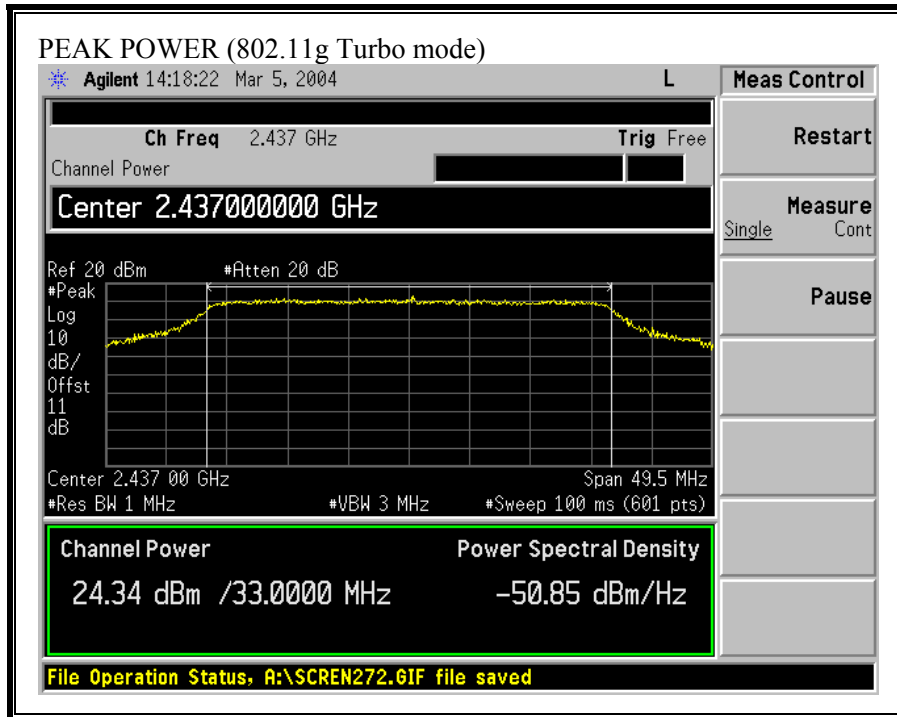 PEAK POWER (802.11g Turbo mode)
Agilent 14:18:22 Mar 5, 2004 L Meas Control
Ch Freq 2.437 GHz Trig Free
Channel Power
Restart
Center 2.437000000 GHz
Measure
Single Cont
Ref 20 dBm #Atten 20 dB
#Peak
Log
10
dB/
Offst
11
dB
Pause
Center 2.437 00 GHz Span 49.5 MHz
#Res BW 1 MHz #VBW 3 MHz #Sweep 100 ms (601 pts)
Channel Power Power Spectral Density
24.34 dBm /33.0000 MHz -50.85 dBm/Hz
File Operation Status, A:\SCREN272.GIF file saved